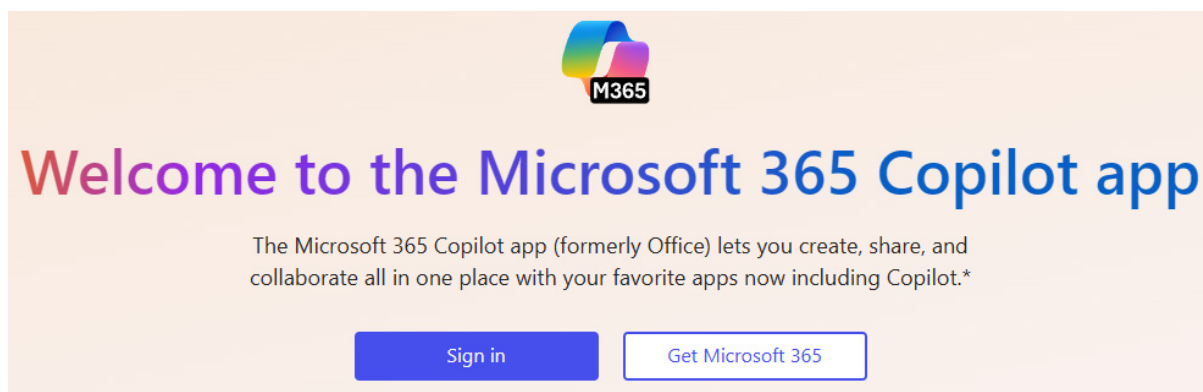 M365
Welcome to the Microsoft 365 Copilot app
The Microsoft 365 Copilot app (formerly Office) lets you create, share, and
collaborate all in one place with your favorite apps now including Copilot.*
Sign in
Get Microsoft 365